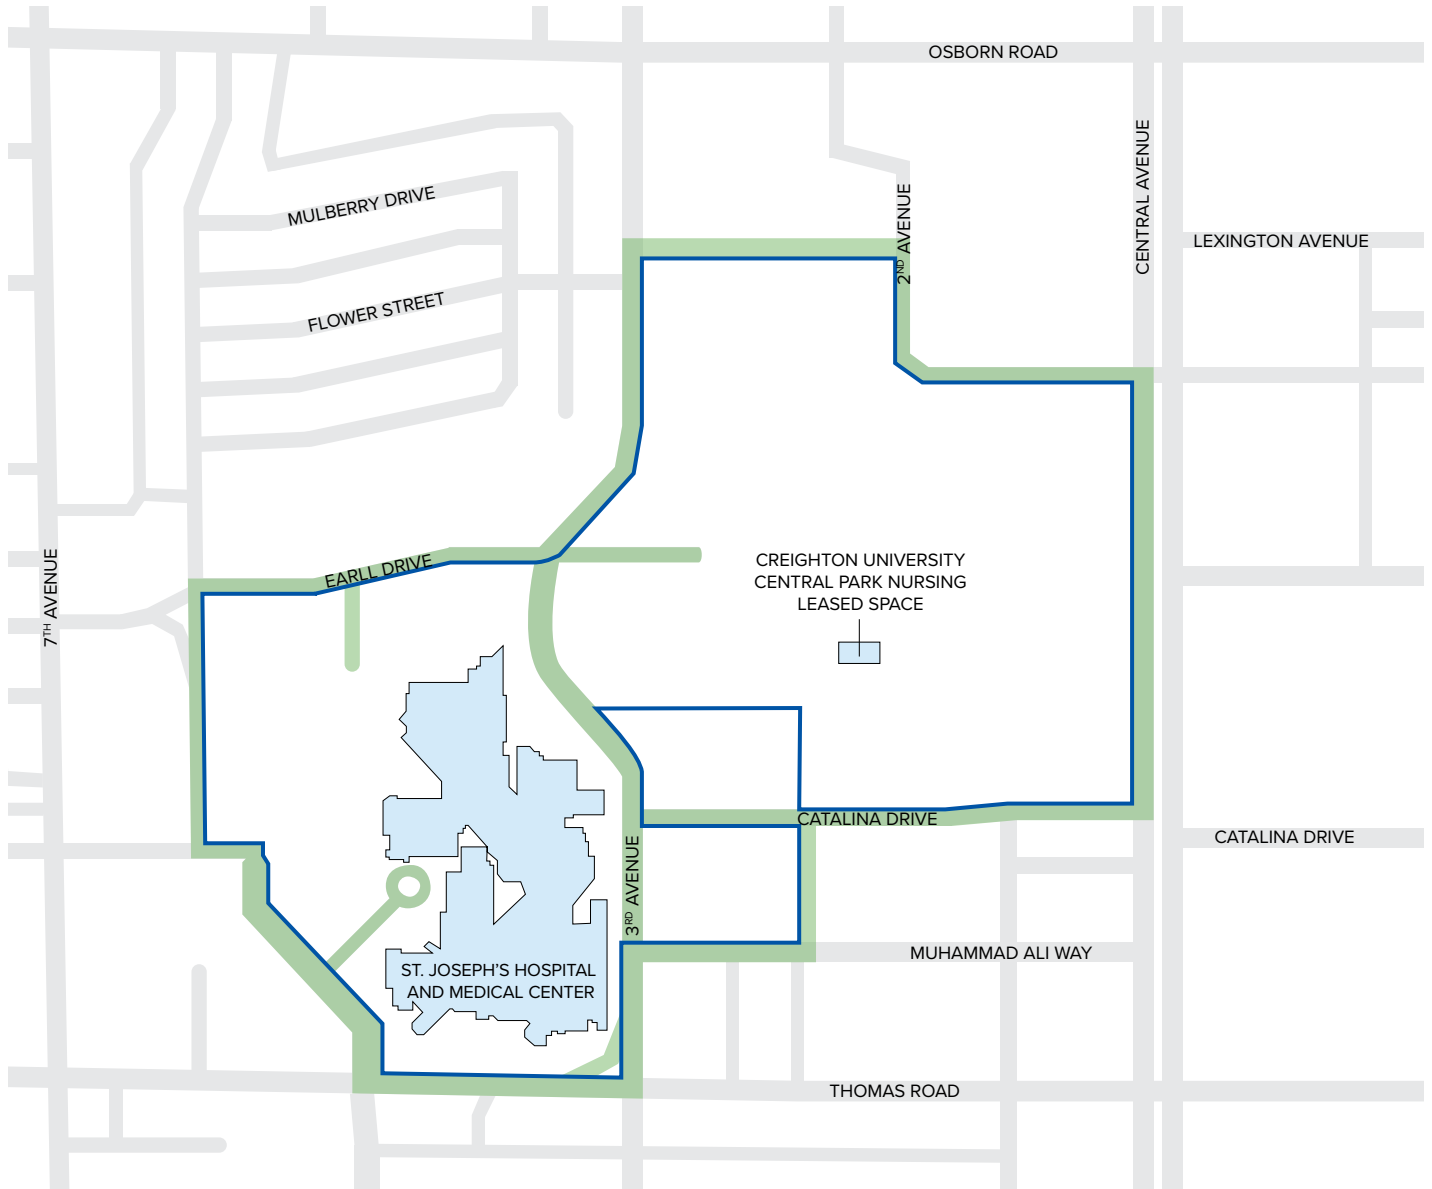 OSBORN ROAD
CENTRAL AVENUE
MULBERRY DRIVE
2ND AVENUE
LEXINGTON AVENUE
FLOWER STREET
EARLL DRIVE
7TH AVENUE
CREIGHTON UNIVERSITY
CENTRAL PARK NURSING
LEASED SPACE
CATALINA DRIVE
CATALINA DRIVE
3RD AVENUE
MUHAMMAD ALI WAY
ST. JOSEPH’S HOSPITAL
AND MEDICAL CENTER
THOMAS ROAD